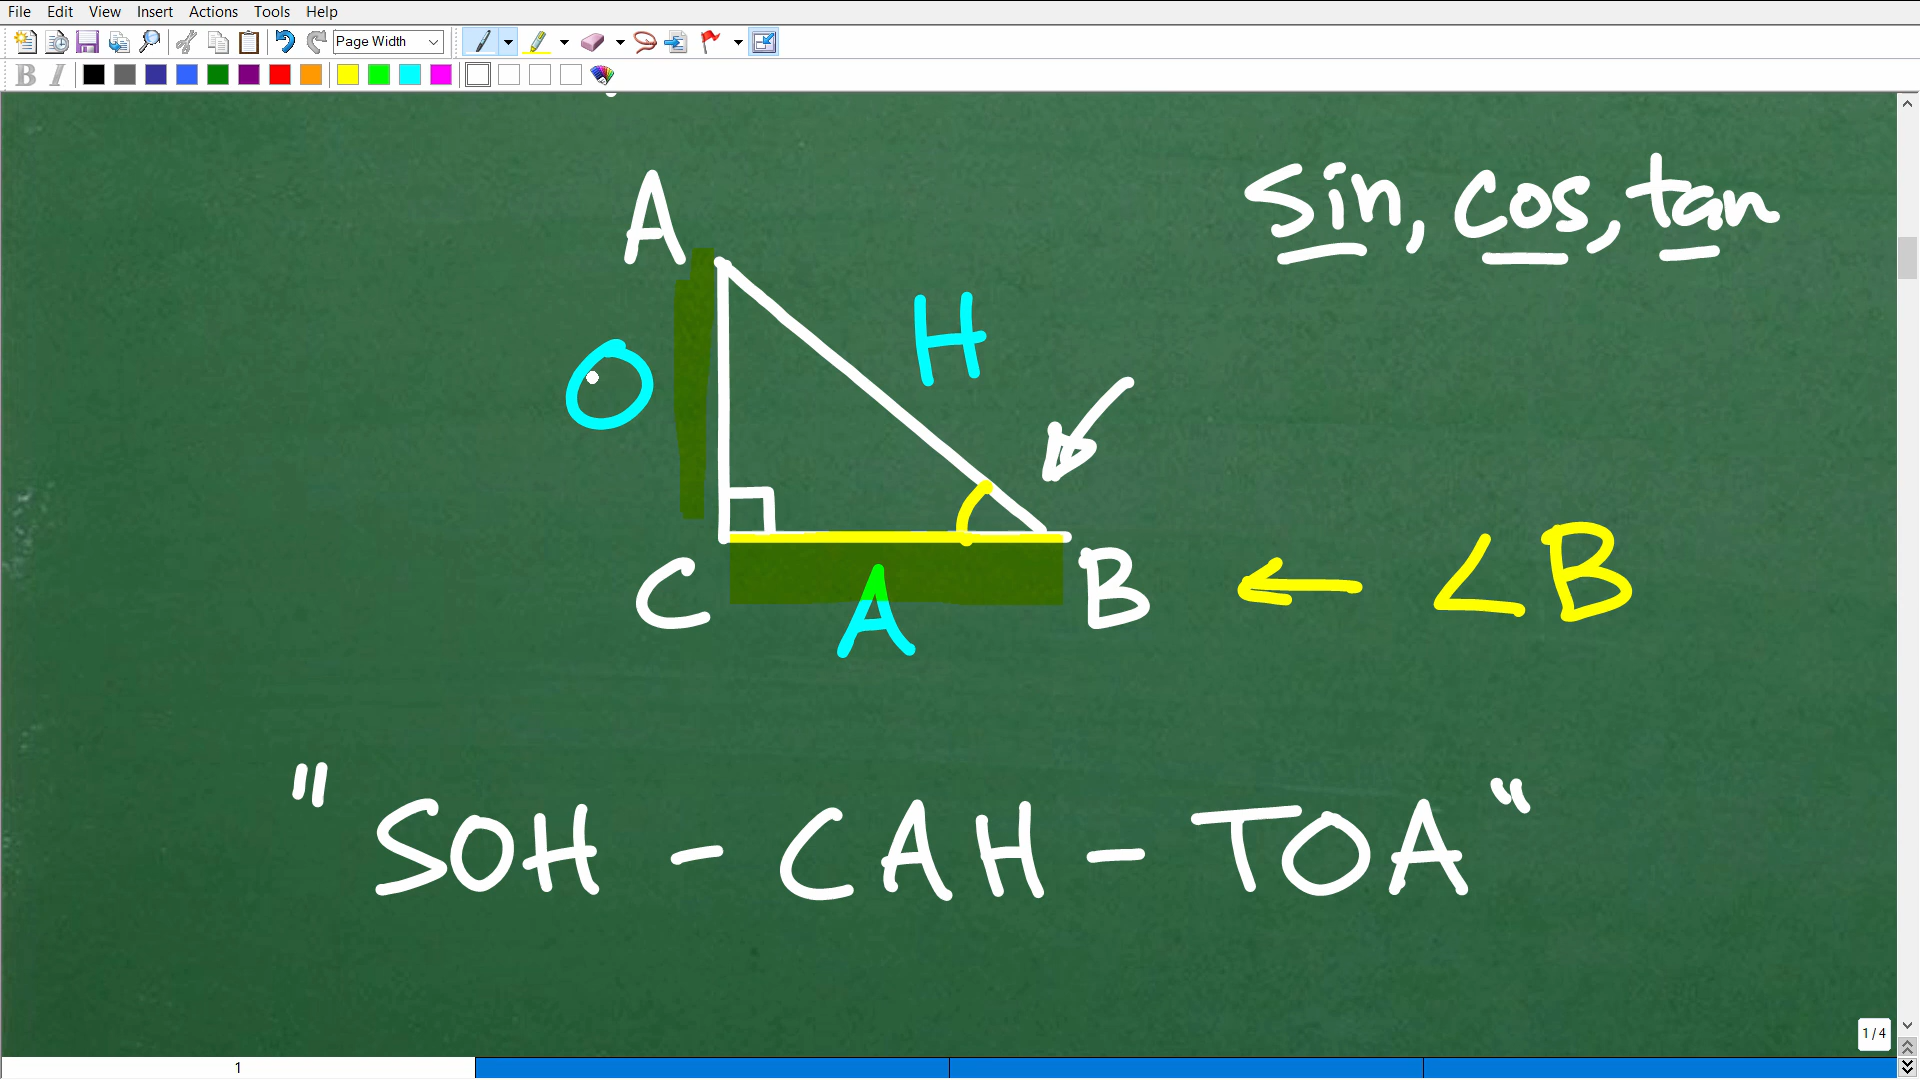 File Edit View Insert Actions Tools Help
Page Width
B I
A
sin, cos, tan
O
H
C
A
B
← ∠B
"SOH - CAH - TOA"
1 / 4
1